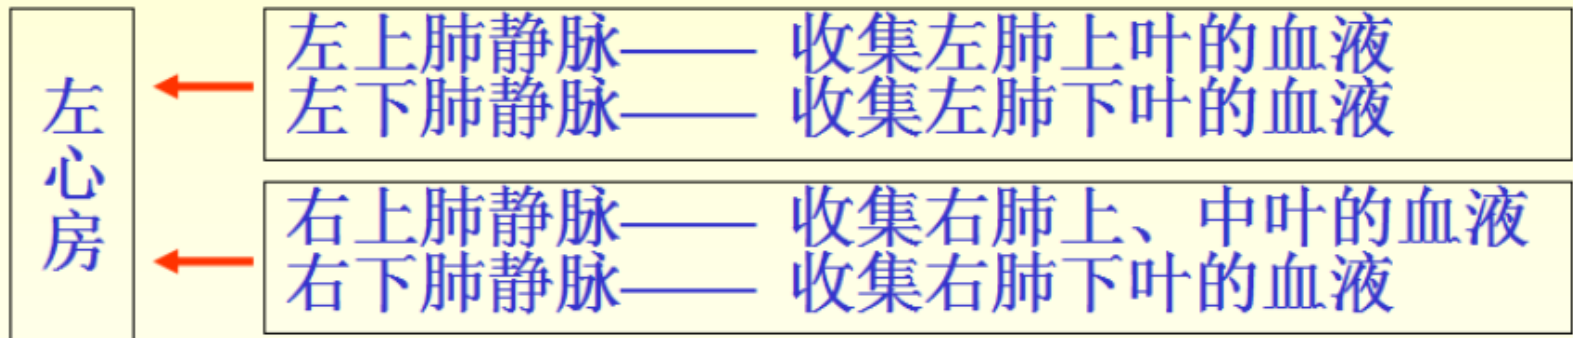 左心房
左上肺静脉—— 收集左肺上叶的血液
左下肺静脉—— 收集左肺下叶的血液
右上肺静脉—— 收集右肺上、中叶的血液
右下肺静脉—— 收集右肺下叶的血液